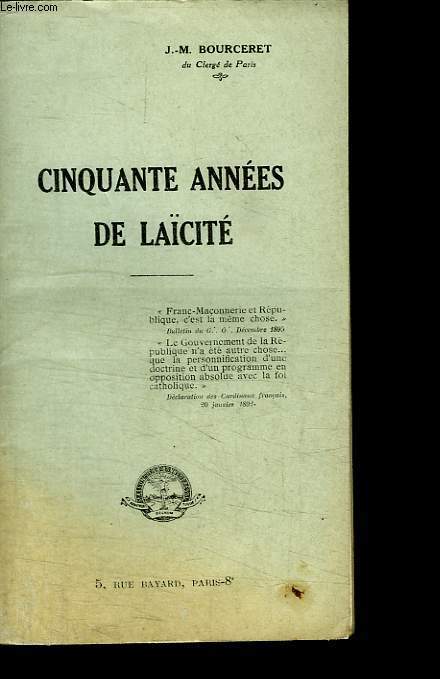 Le-livre.com
J.-M. BOURCERET
du Clergé de Paris
CINQUANTE ANNÉES
DE LAÏCITÉ
« Franc-Maçonnerie et Répu-
blique, c'est la même chose. »
Bulletin du G∴ O∴ Décembre
« Le Gouvernement de la Ré-
publique n'a été autre chose...
que la personnification d'une
doctrine et d'un programme en
opposition absolue avec la foi
catholique. »
Déclaration des Cardinaux français,
20 janvier
5, RUE BAYARD, PARIS-8e